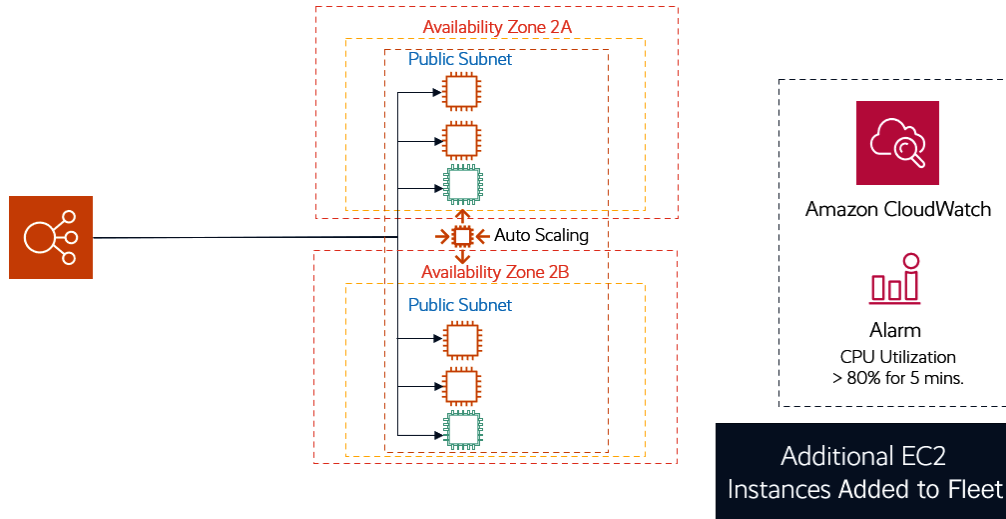 Availability Zone 2A
Public Subnet
Auto Scaling
Availability Zone 2B
Public Subnet
Amazon CloudWatch
Alarm
CPU Utilization
> 80% for 5 mins.
Additional EC2
Instances Added to Fleet